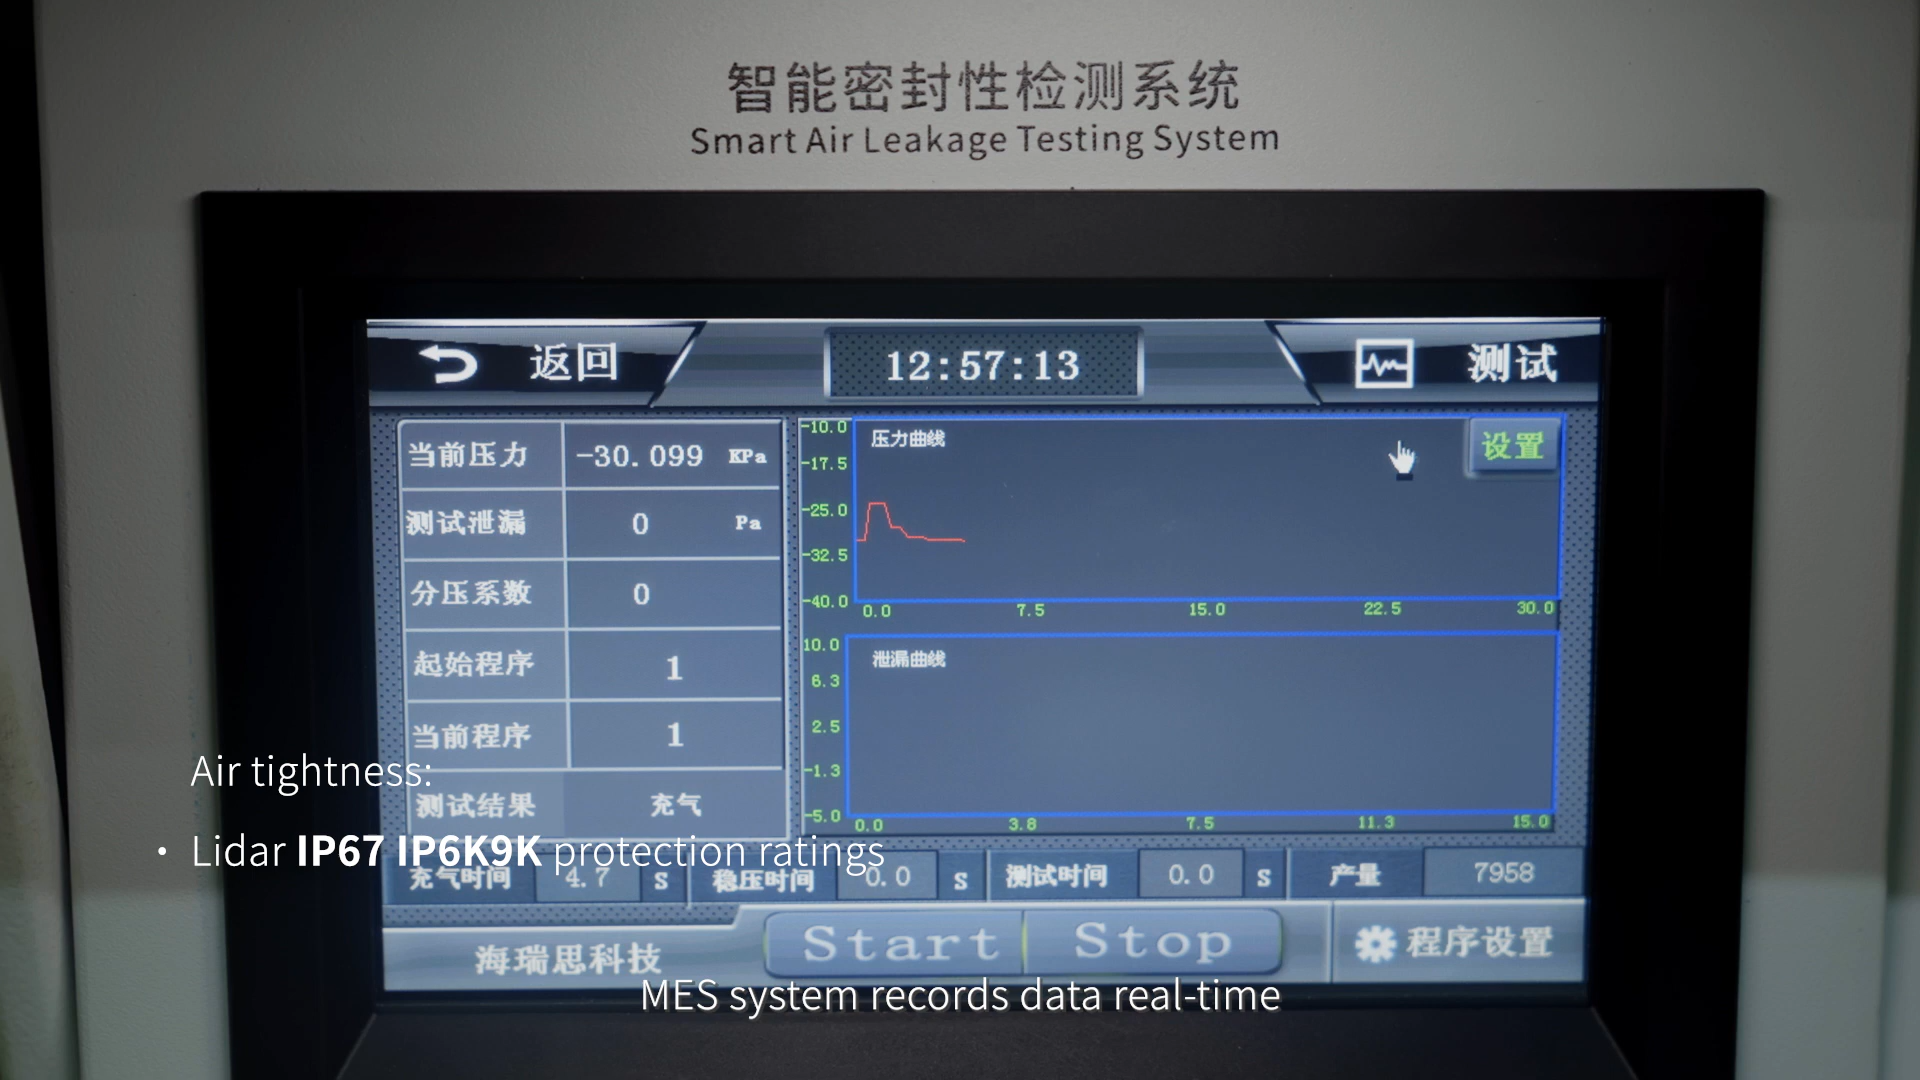 智能密封性检测系统
Smart Air Leakage Testing System
返回
12:57:13
测试
当前压力 -30.099 KPa
测试泄漏 0 Pa
分压系数 0
起始程序 1
当前程序 1
测试结果 充气
压力曲线
设置
-10.0
-17.5
-25.0
-32.5
-40.0
0.0 7.5 15.0 22.5 30.0
泄漏曲线
10.0
6.3
2.5
-1.3
-5.0
0.0 3.8 7.5 11.3 15.0
Air tightness:
· Lidar IP67 IP6K9K protection ratings
充气时间 4.7 S 稳压时间 0.0 S 测试时间 0.0 S 产量 7958
海瑞思科技 Start Stop 程序设置
MES system records data real-time